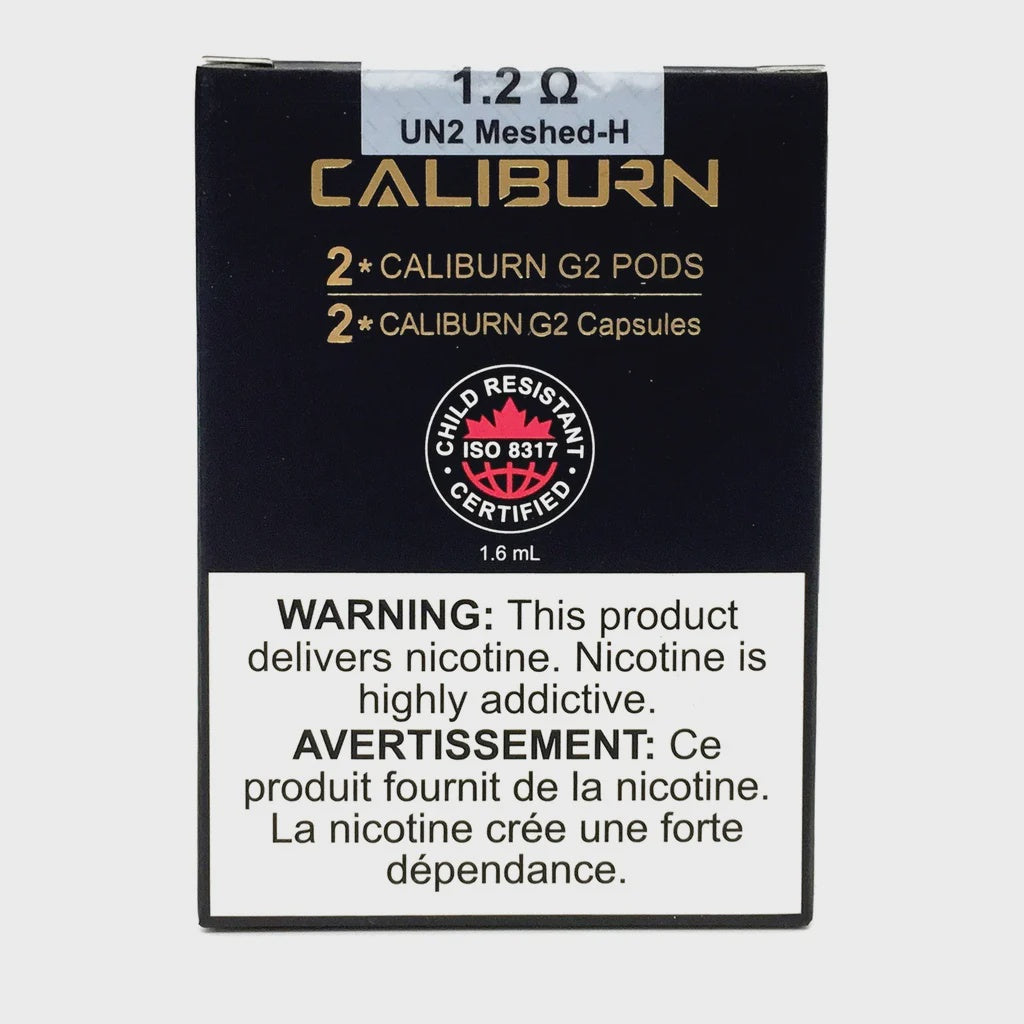 1.2 Ω
UN2 Meshed-H
CALIBURN
2* CALIBURN G2 PODS
2* CALIBURN G2 Capsules
CHILD RESISTANT
ISO 8317
• CERTIFIED •
1.6 mL
WARNING: This product
delivers nicotine. Nicotine is
highly addictive.
AVERTISSEMENT: Ce
produit fournit de la nicotine.
La nicotine crée une forte
dépendance.